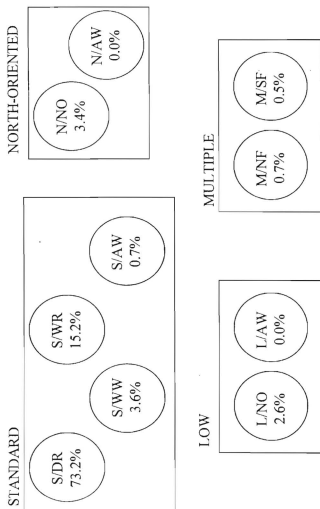 STANDARD
S/DR
73.2%
S/WR
15.2%
S/WW
3.6%
S/AW
0.7%
NORTH-ORIENTED
N/NO
3.4%
N/AW
0.0%
LOW
L/NO
2.6%
L/AW
0.0%
MULTIPLE
M/NF
0.7%
M/SF
0.5%